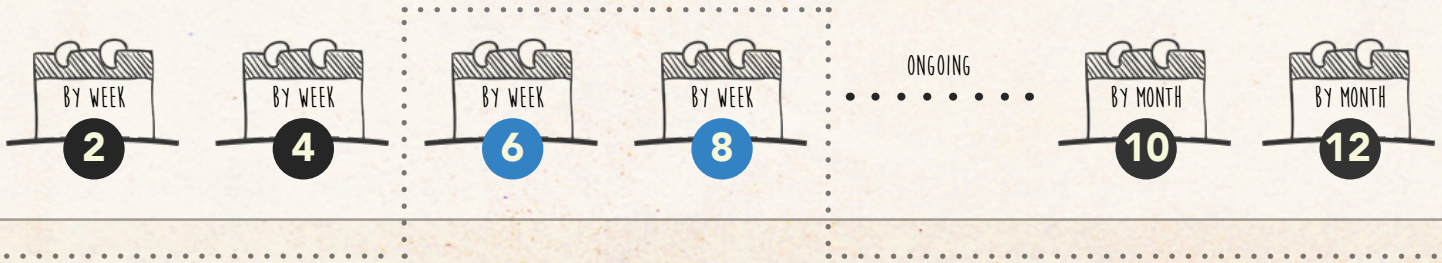 BY WEEK
2
BY WEEK
4
BY WEEK
6
BY WEEK
8
ONGOING
BY MONTH
10
BY MONTH
12